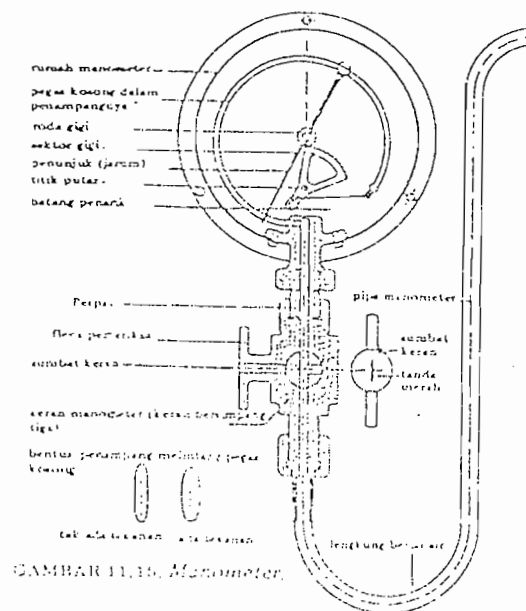 rumah manometer
pegas kosong dalam
penampangnya
roda gigi
sektor gigi.
penunjuk (jarum)
titik putar.
batang penarik
Perpak
flens pemeriksa
sumbat keran
keran manometer (keran bercabang
tiga)
bentuk penampang melintang pegas
kosong
tak ada tekanan
ada tekanan
pipa manometer
sumbat
keran
tanda
merah
lengkung berisi air
GAMBAR 11,16, Manometer.